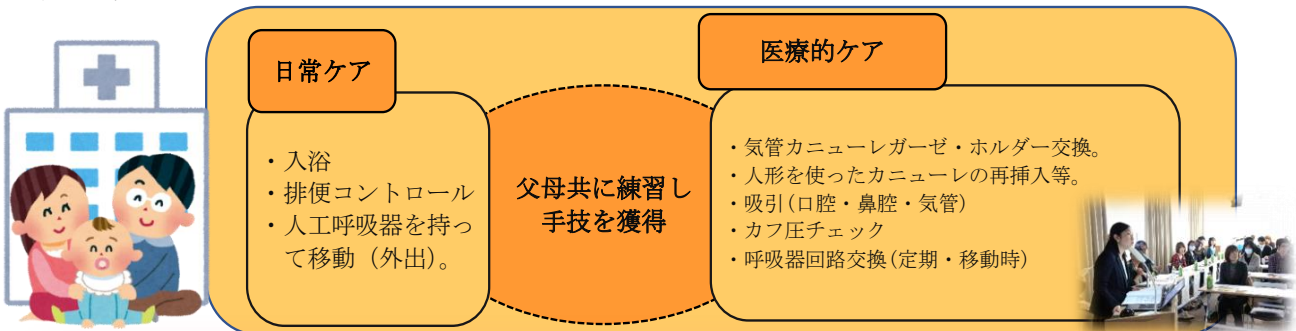 日常ケア
・入浴
・排便コントロール
・人工呼吸器を持っ
て移動（外出）。
父母共に練習し
手技を獲得
医療的ケア
・気管カニューレガーゼ・ホルダー交換。
・人形を使ったカニューレの再挿入等。
・吸引(口腔・鼻腔・気管)
・カフ圧チェック
・呼吸器回路交換(定期・移動時)